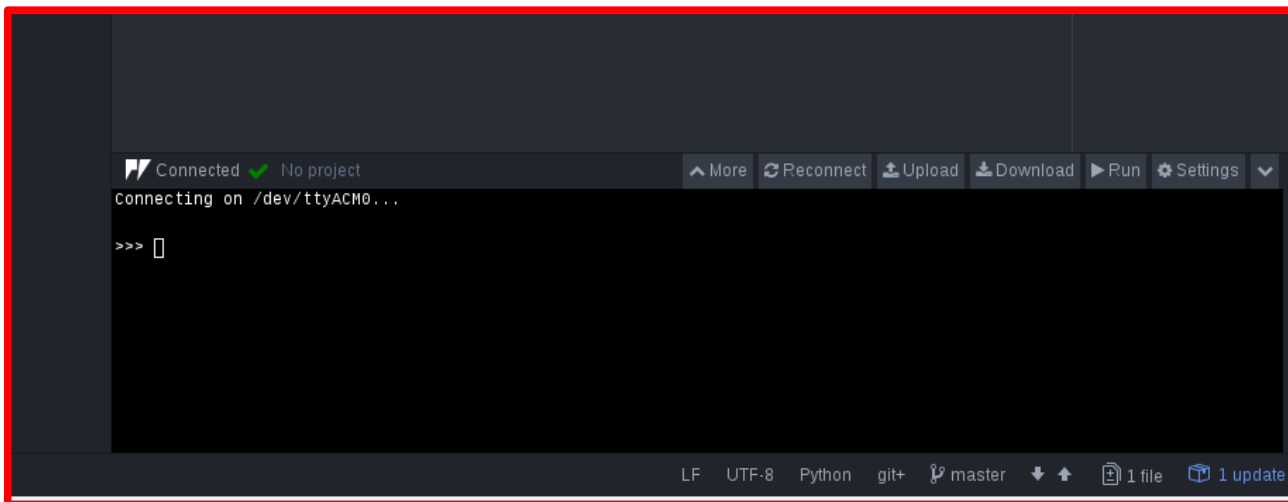 Connected No project More Reconnect Upload Download Run Settings
Connecting on /dev/ttyACM0...
>>>
LF UTF-8 Python git+ master 1 file 1 update